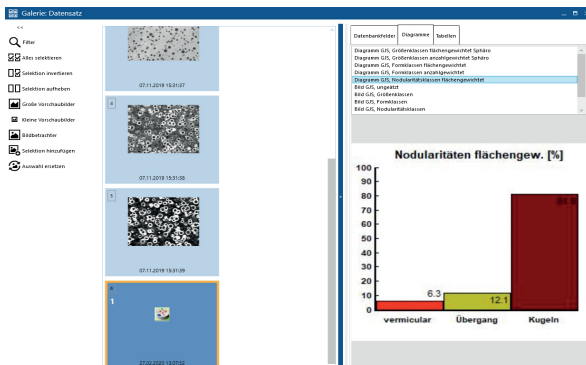 Galerie: Datensatz
<<
Filter
Alles selektieren
Selektion invertieren
Selektion aufheben
Große Vorschaubilder
Kleine Vorschaubilder
Bildbetrachter
Selektion hinzufügen
Auswahl ersetzen
07.11.2019 15:31:37
4
07.11.2019 15:31:38
5
07.11.2019 15:31:39
6
1
27.02.2020 13:07:52
Datenbankfelder Diagramme Tabellen
Diagramm GJS, Größenklassen flächengewichtet Sphäro
Diagramm GJS, Größenklassen anzahlgewichtet Sphäro
Diagramm GJS, Formklassen flächengewichtet
Diagramm GJS, Formklassen anzahlgewichtet
Diagramm GJS, Nodularitätsklassen flächengewichtet
Bild GJS, ungeätzt
Bild GJS, Größenklassen
Bild GJS, Formklassen
Bild GJS, Nodularitätsklassen
Nodularitäten flächengew. [%]
100
90
80
70
60
50
40
30
20
10
0
6.3
12.1
vermicular Übergang Kugeln